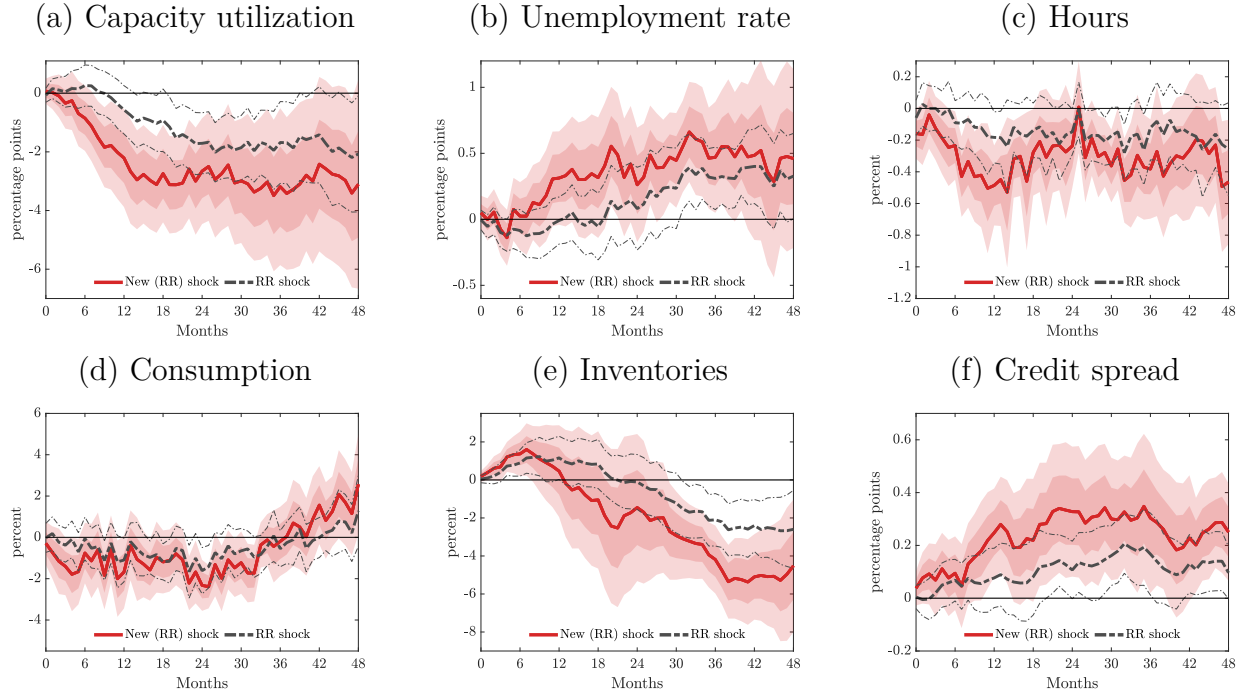 (a) Capacity utilization
percentage points
0
-2
-4
-6
New (RR) shock
RR shock
0 6 12 18 24 30 36 42 48
Months
(b) Unemployment rate
percentage points
1
0.5
0
-0.5
New (RR) shock
RR shock
0 6 12 18 24 30 36 42 48
Months
(c) Hours
percent
0.2
0
-0.2
-0.4
-0.6
-0.8
-1
-1.2
New (RR) shock
RR shock
0 6 12 18 24 30 36 42 48
Months
(d) Consumption
percent
6
4
2
0
-2
-4
New (RR) shock
RR shock
0 6 12 18 24 30 36 42 48
Months
(e) Inventories
percent
2
0
-2
-4
-6
-8
New (RR) shock
RR shock
0 6 12 18 24 30 36 42 48
Months
(f) Credit spread
percentage points
0.6
0.4
0.2
0
-0.2
New (RR) shock
RR shock
0 6 12 18 24 30 36 42 48
Months